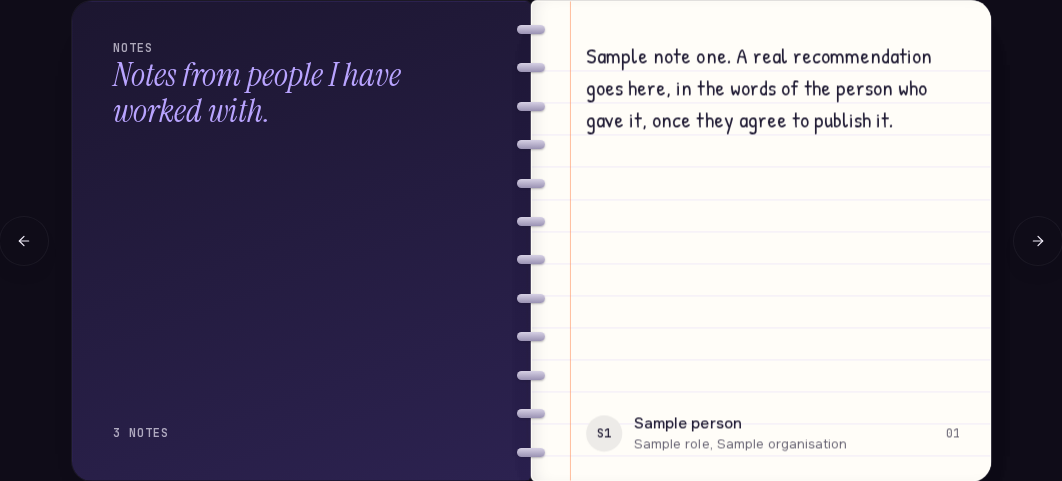 NOTES
Notes from people I have
worked with.
3 NOTES
Sample note one. A real recommendation
goes here, in the words of the person who
gave it, once they agree to publish it.
S1
Sample person
Sample role, Sample organisation
01